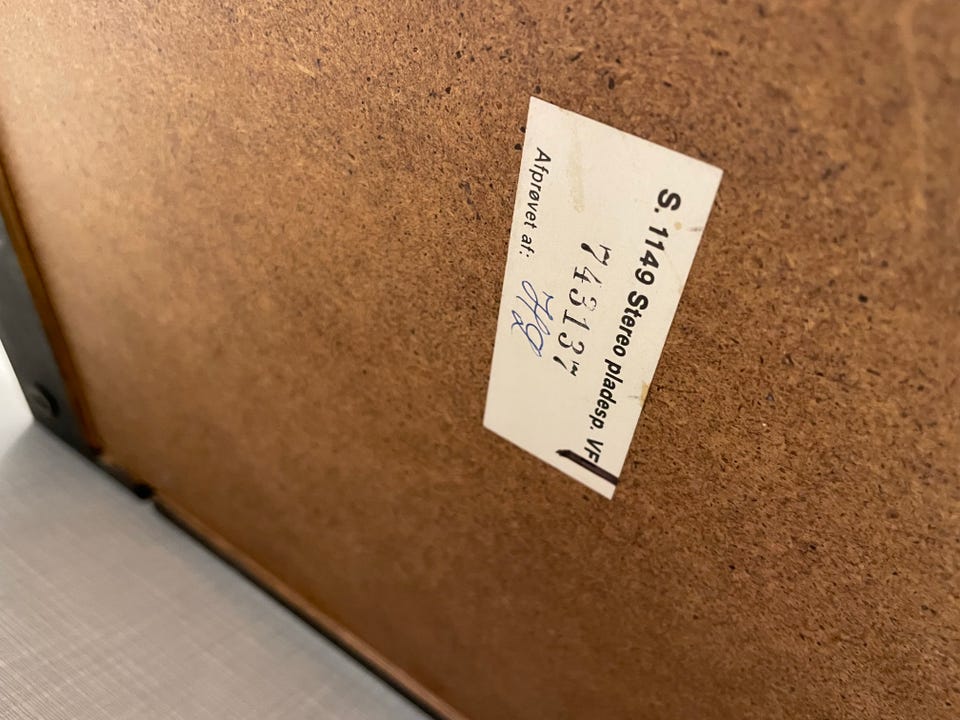 S. 1149 Stereo pladesp. VF
743137
Afprøvet af: